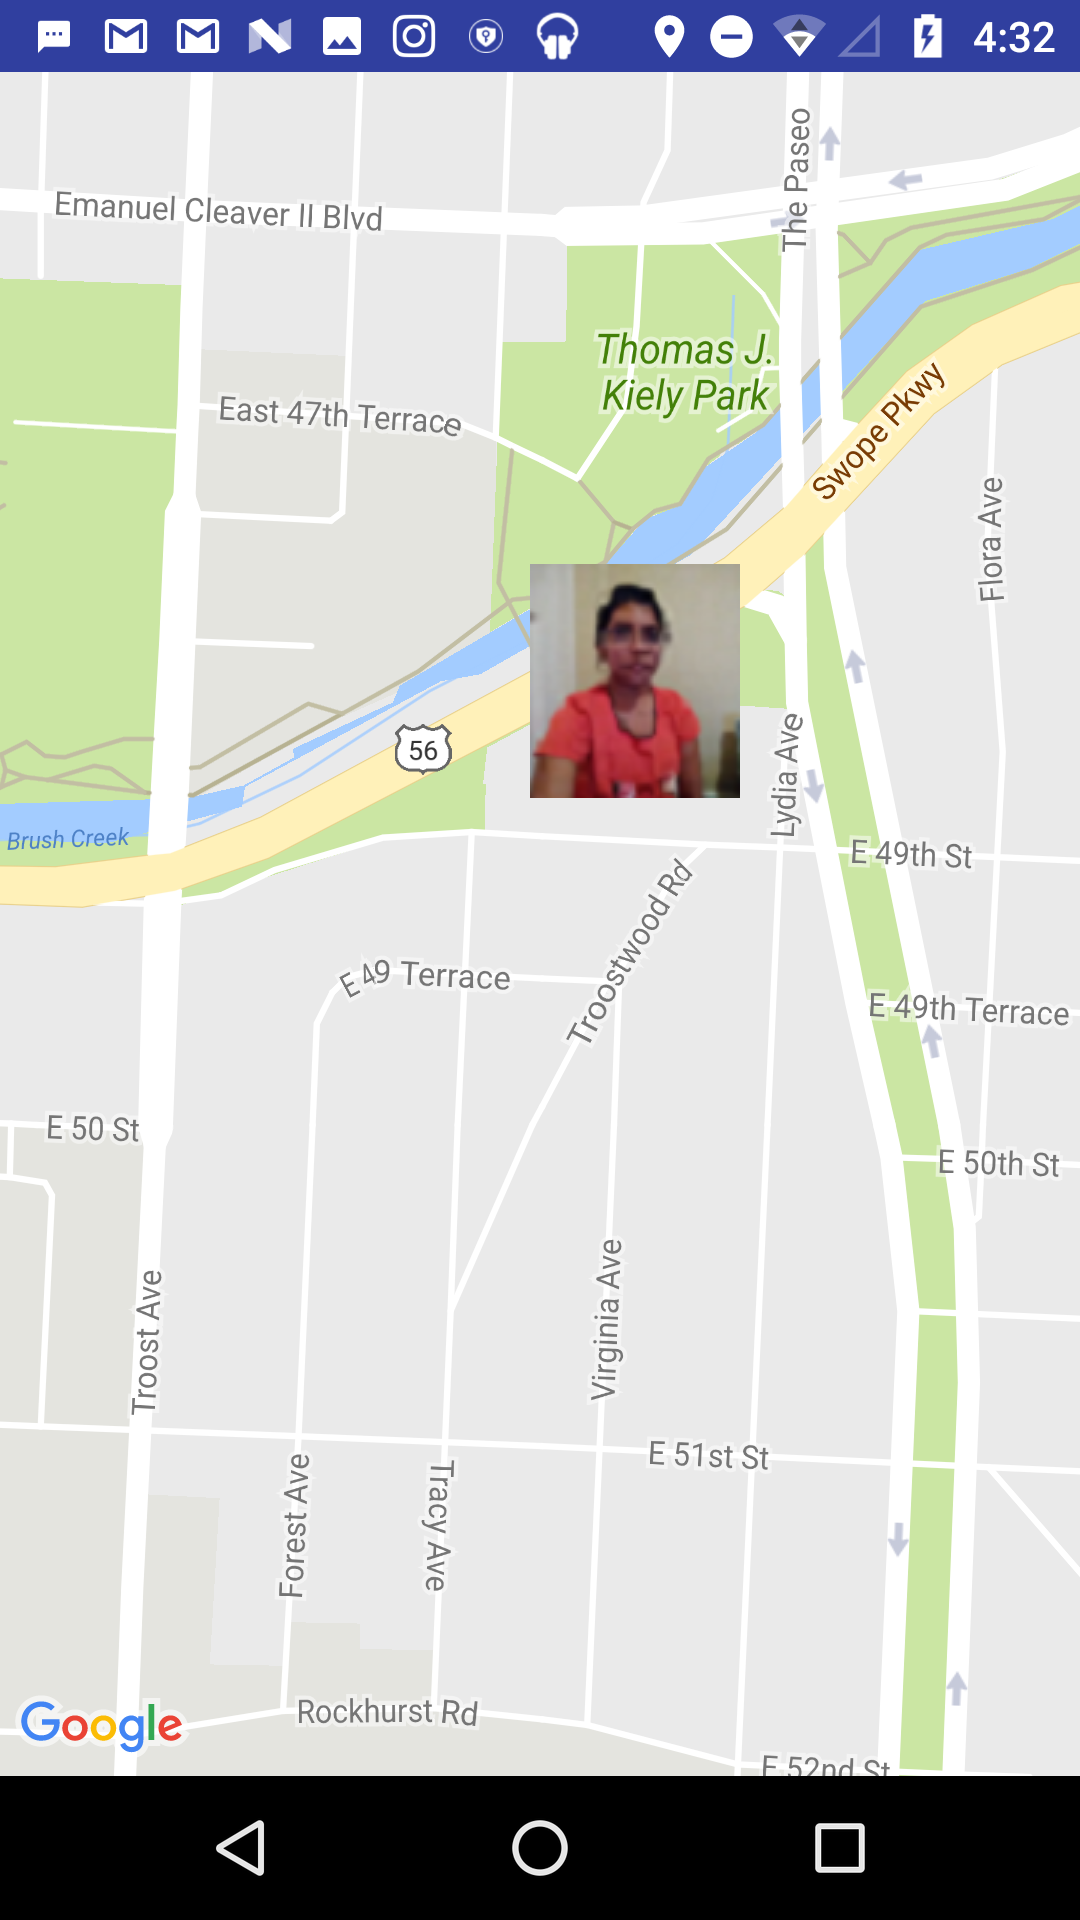 4:32
The Paseo
Emanuel Cleaver II Blvd
Thomas J.
Kiely Park
East 47th Terrace
Swope Pkwy
Flora Ave
56
Lydia Ave
Brush Creek
E 49th St
Troostwood Rd
E 49 Terrace
E 49th Terrace
E 50 St
E 50th St
Troost Ave
Virginia Ave
E 51st St
Forest Ave
Tracy Ave
Google
Rockhurst Rd
E 52nd St